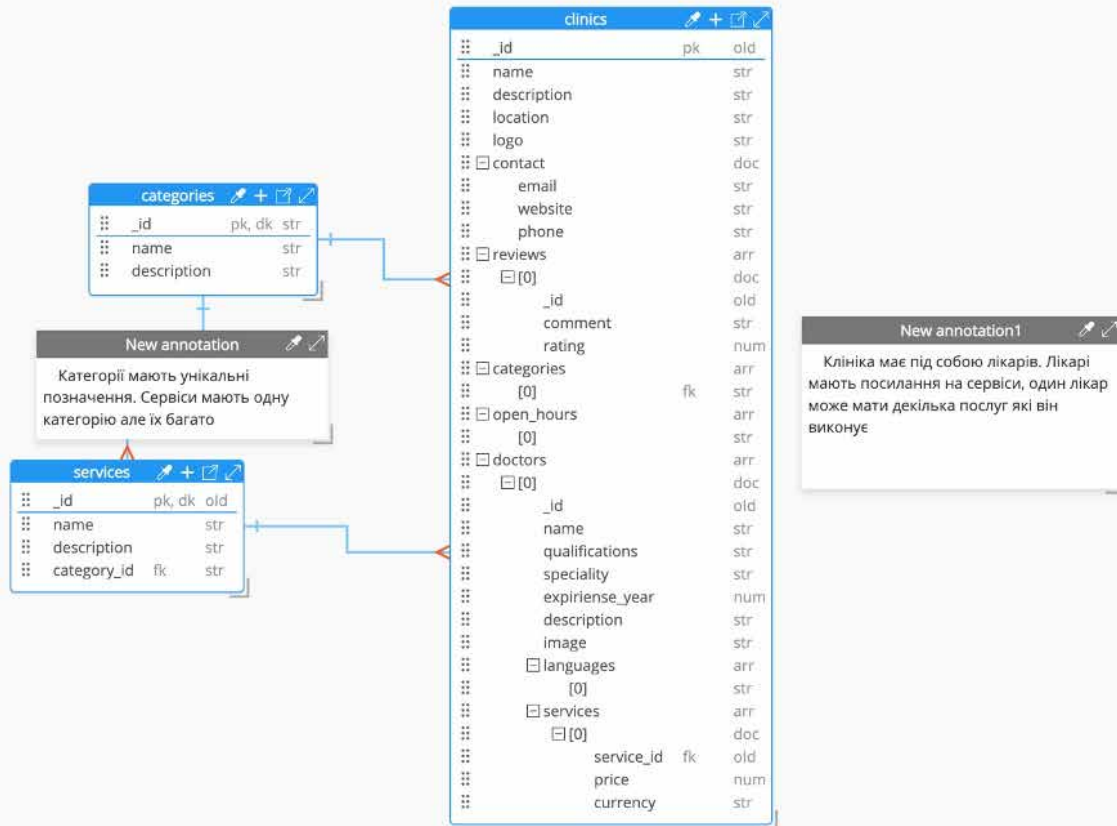 clinics
_id pk oId
name str
description str
location str
logo str
contact doc
email str
website str
phone str
reviews arr
[0] doc
_id oId
comment str
rating num
categories arr
[0] fk str
open_hours arr
[0] str
doctors arr
[0] doc
_id oId
name str
qualifications str
speciality str
expiriense_year num
description str
image str
languages arr
[0] str
services arr
[0] doc
service_id fk oId
price num
currency str
categories
_id pk, dk str
name str
description str
New annotation
Категорії мають унікальні
позначення. Сервіси мають одну
категорію але їх багато
services
_id pk, dk oId
name str
description str
category_id fk str
New annotation1
Клініка має під собою лікарів. Лікарі
мають посилання на сервіси, один лікар
може мати декілька послуг які він
виконує